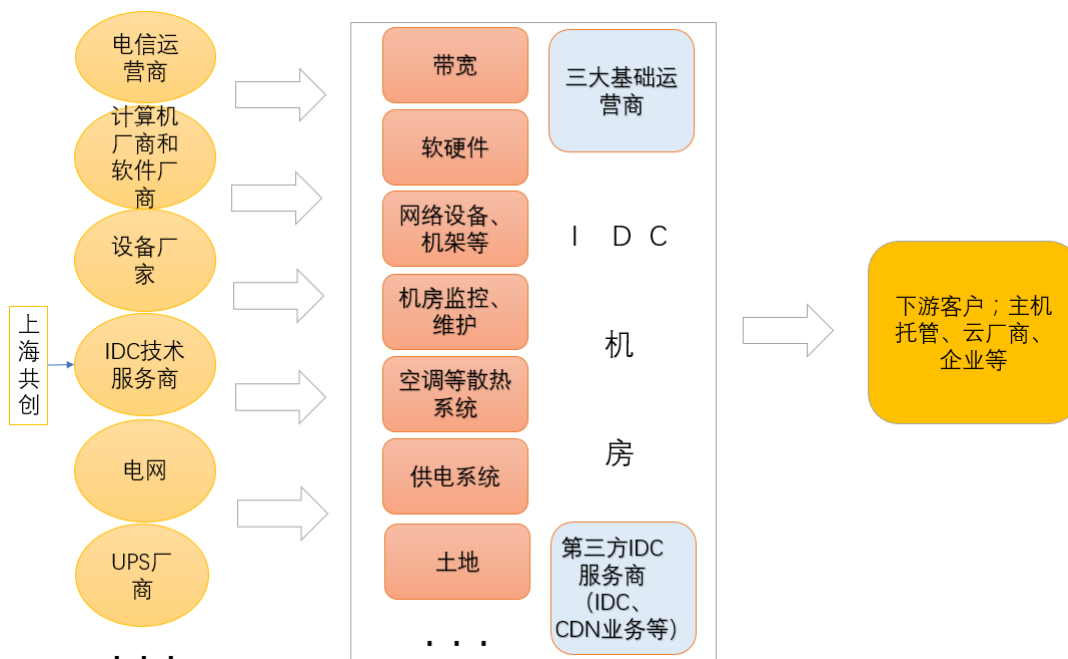 上
海
共
创
电信运
营商
计算机
厂商和
软件厂
商
设备厂
家
IDC技术
服务商
电网
UPS厂
商
. . .
带宽
软硬件
网络设备、
机架等
机房监控、
维护
空调等散热
系统
供电系统
土地
. . .
三大基础运
营商
I D C
机
房
第三方IDC
服务商
（IDC、
CDN业务等）
下游客户；主机
托管、云厂商、
企业等